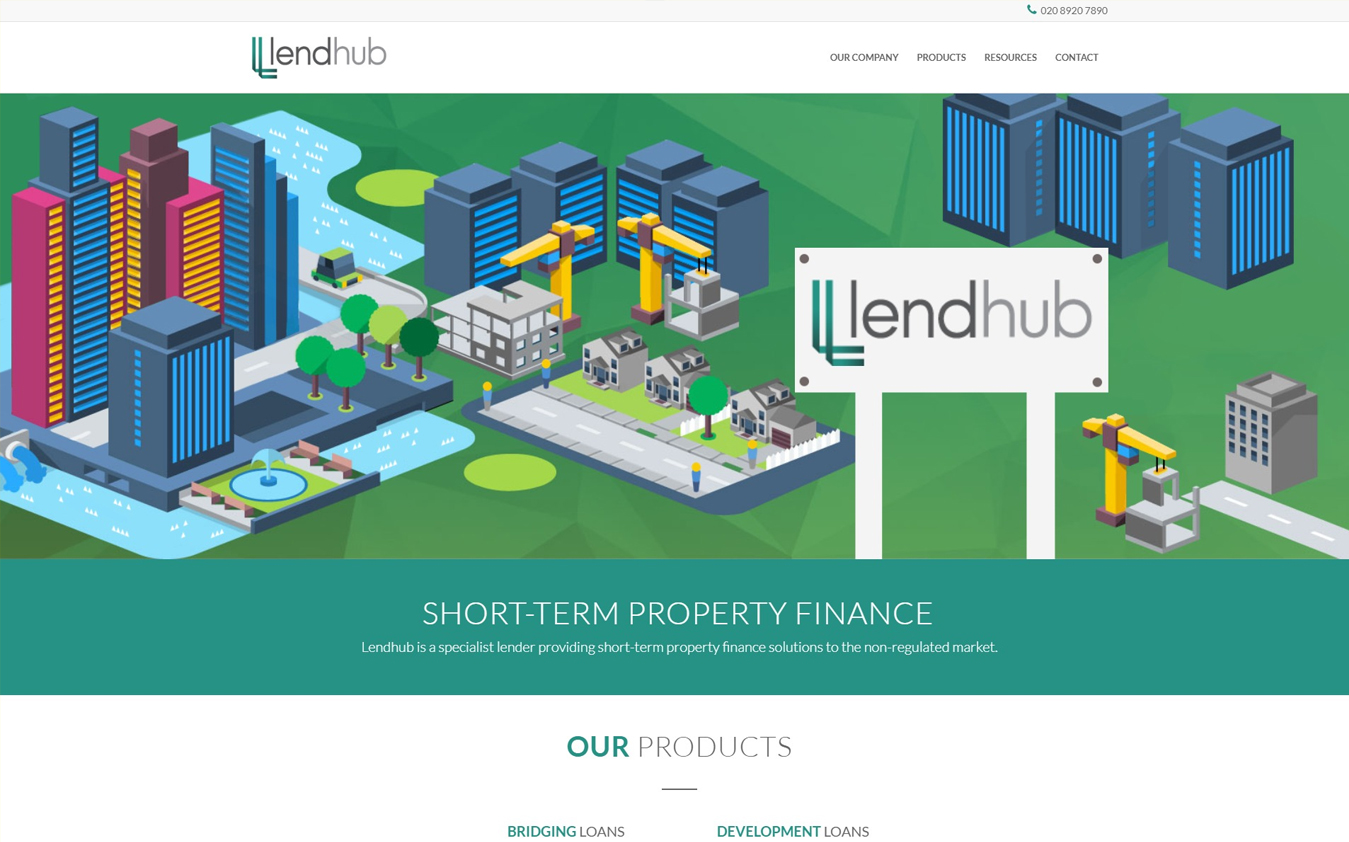 020 8920 7890
lendhub
OUR COMPANY PRODUCTS RESOURCES CONTACT
lendhub
SHORT-TERM PROPERTY FINANCE
Lendhub is a specialist lender providing short-term property finance solutions to the non-regulated market.
OUR PRODUCTS
BRIDGING LOANS DEVELOPMENT LOANS